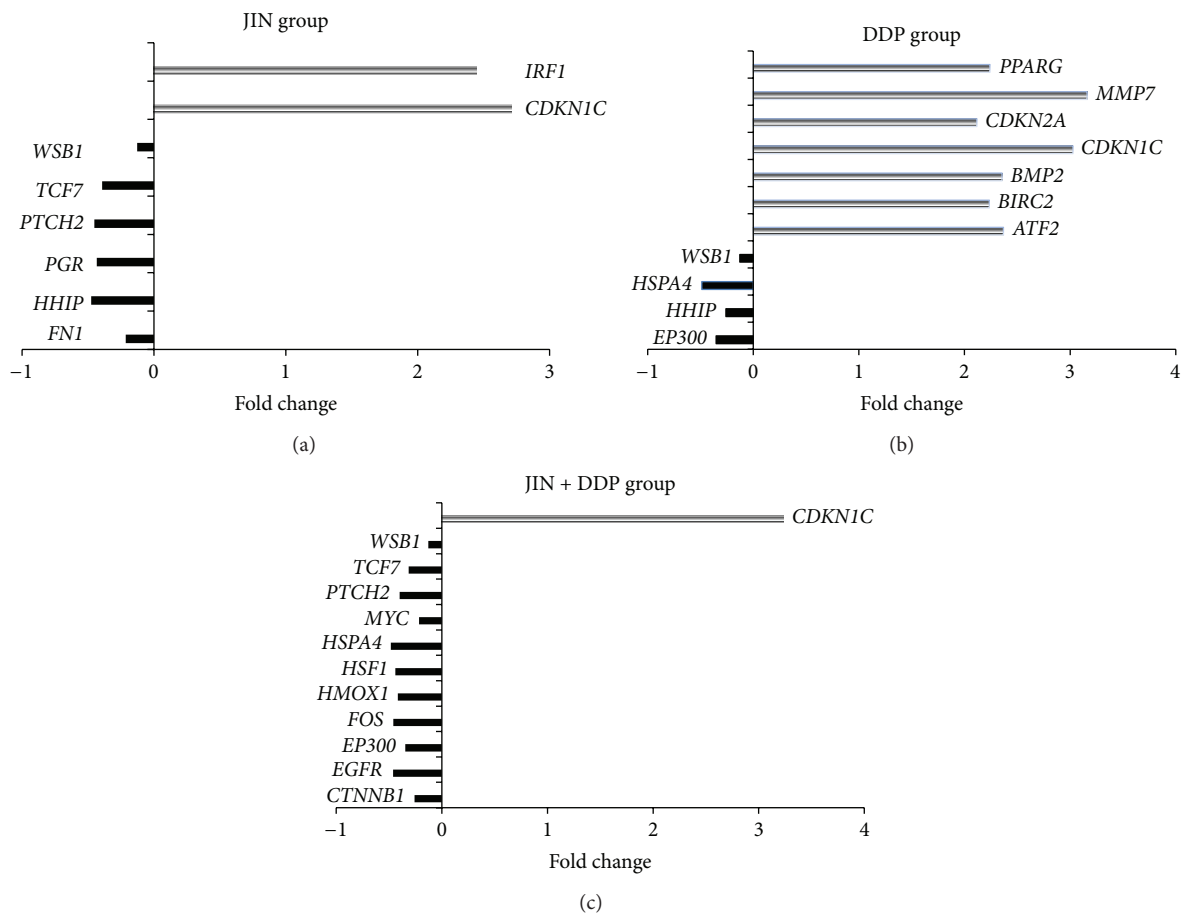 JIN group
IRF1
CDKN1C
WSB1
TCF7
PTCH2
PGR
HHIP
FN1
−1 0 1 2 3
Fold change
(a)
DDP group
PPARG
MMP7
CDKN2A
CDKN1C
BMP2
BIRC2
ATF2
WSB1
HSPA4
HHIP
EP300
−1 0 1 2 3 4
Fold change
(b)
JIN + DDP group
CDKN1C
WSB1
TCF7
PTCH2
MYC
HSPA4
HSF1
HMOX1
FOS
EP300
EGFR
CTNNB1
−1 0 1 2 3 4
Fold change
(c)